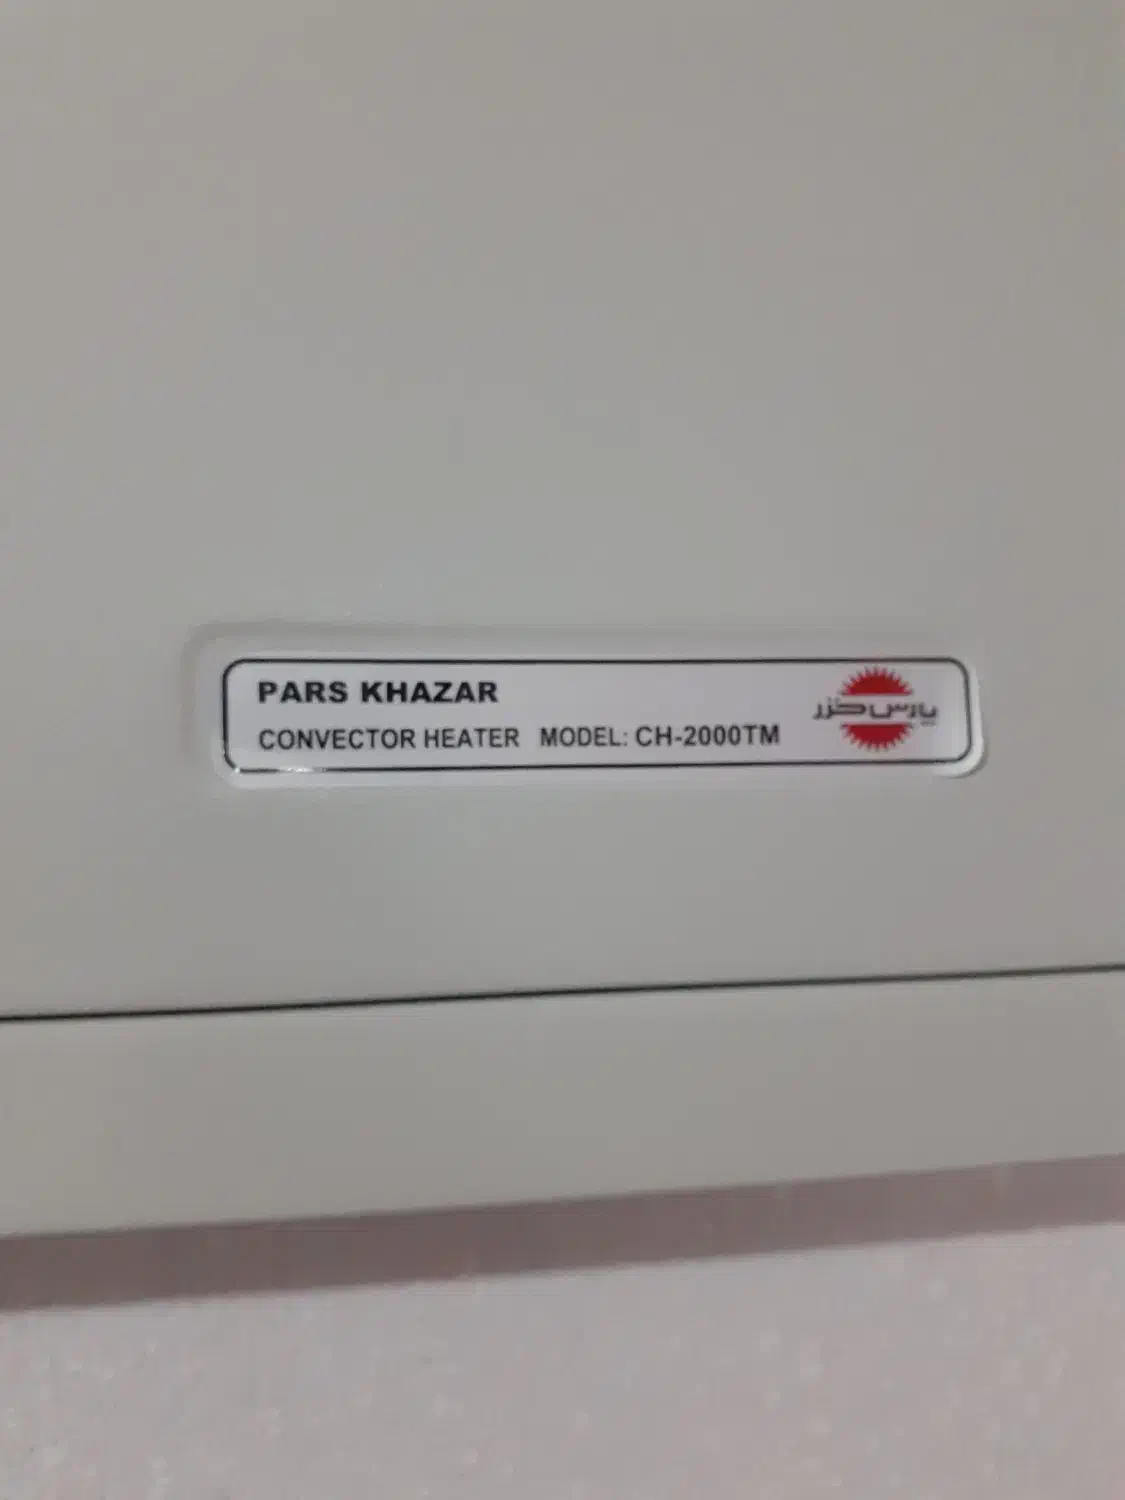 PARS KHAZAR
CONVECTOR HEATER MODEL: CH-2000TM
پارس خزر